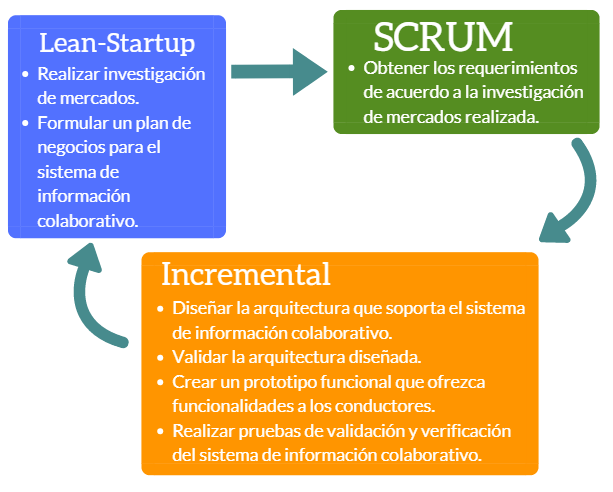 Lean-Startup
• Realizar investigación
de mercados.
• Formular un plan de
negocios para el
sistema de
información
colaborativo.
SCRUM
• Obtener los requerimientos
de acuerdo a la investigación
de mercados realizada.
Incremental
• Diseñar la arquitectura que soporta el sistema
de información colaborativo.
• Validar la arquitectura diseñada.
• Crear un prototipo funcional que ofrezca
funcionalidades a los conductores.
• Realizar pruebas de validación y verificación
del sistema de información colaborativo.